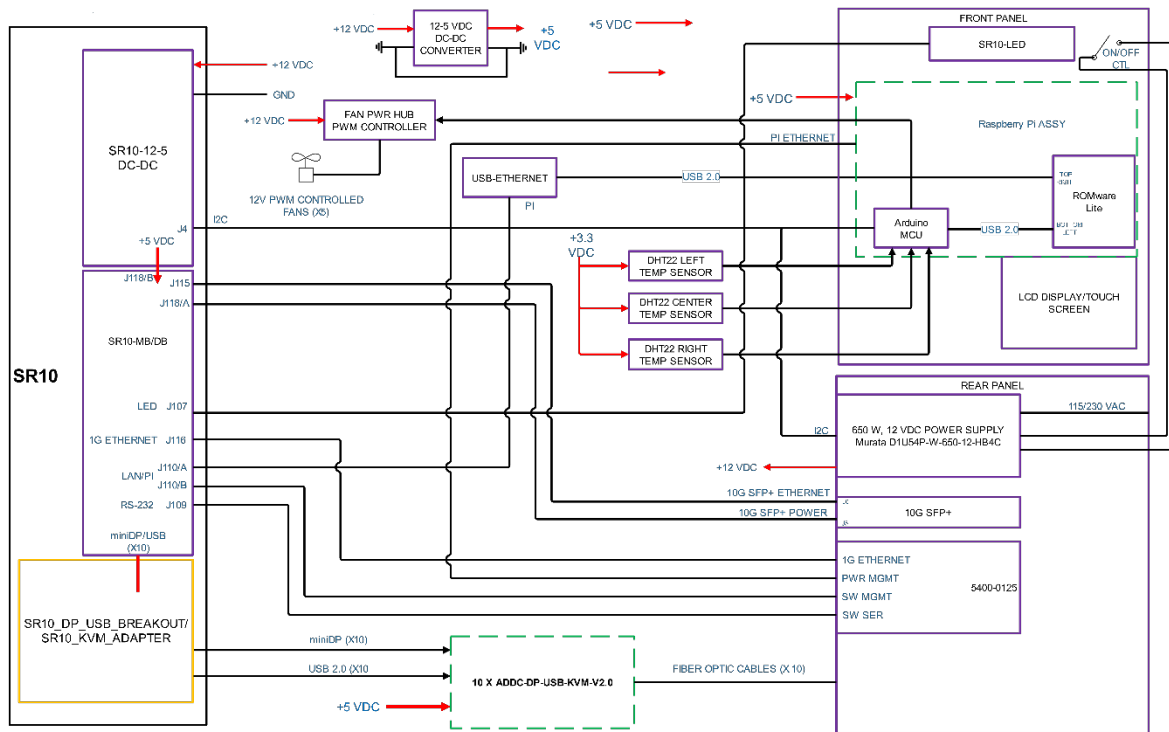 +12 VDC
12-5 VDC
DC-DC
CONVERTER
+5
VDC
+5 VDC
FRONT PANEL
SR10-LED
ON/OFF
CTL
+12 VDC
GND
SR10-12-5
DC-DC
J4
I2C
+5 VDC
+12 VDC
FAN PWR HUB
PWM CONTROLLER
12V PWM CONTROLLED
FANS (X5)
+5 VDC
PI ETHERNET
Raspberry Pi ASSY
USB-ETHERNET
PI
USB 2.0
TOP
ROMware
Lite
Arduino
MCU
USB 2.0
+3.3
VDC
DHT22 LEFT
TEMP SENSOR
DHT22 CENTER
TEMP SENSOR
DHT22 RIGHT
TEMP SENSOR
LCD DISPLAY/TOUCH
SCREEN
SR10
J118/B
J115
J118/A
SR10-MB/DB
LED J107
1G ETHERNET J116
J110/A
LAN/PI
J110/B
RS-232 J109
miniDP/USB
(X10)
SR10_DP_USB_BREAKOUT/
SR10_KVM_ADAPTER
miniDP (X10)
USB 2.0 (X10
+5 VDC
10 X ADDC-DP-USB-KVM-V2.0
FIBER OPTIC CABLES (X 10)
REAR PANEL
115/230 VAC
I2C
650 W, 12 VDC POWER SUPPLY
Murata D1U54P-W-650-12-HB4C
+12 VDC
10G SFP+ ETHERNET
10G SFP+ POWER
10G SFP+
1G ETHERNET
PWR MGMT
5400-0125
SW MGMT
SW SER